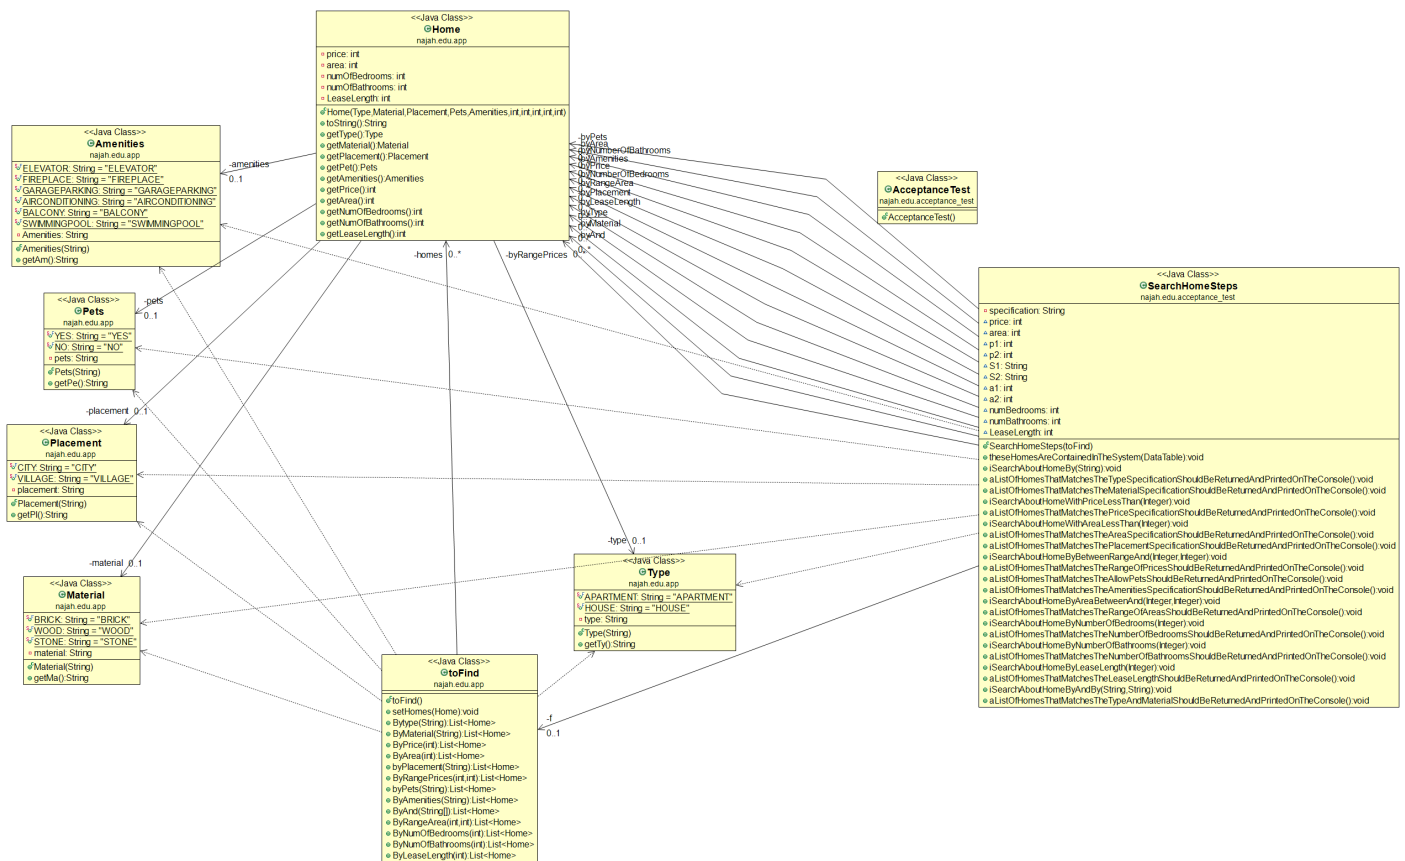 <<Java Class>>
Home
najah.edu.app
price: int
area: int
numOfBedrooms: int
numOfBathrooms: int
LeaseLength: int
Home(Type,Material,Placement,Pets,Amenities,int,int,int,int,int)
toString():String
getType():Type
getMaterial():Material
getPlacement():Placement
getPet():Pets
getAmenities():Amenities
getPrice():int
getArea():int
getNumOfBedrooms():int
getNumOfBathrooms():int
getLeaseLength():int
<<Java Class>>
Amenities
najah.edu.app
ELEVATOR: String = "ELEVATOR"
FIREPLACE: String = "FIREPLACE"
GARAGEPARKING: String = "GARAGEPARKING"
AIRCONDITIONING: String = "AIRCONDITIONING"
BALCONY: String = "BALCONY"
SWIMMINGPOOL: String = "SWIMMINGPOOL"
Amenities: String
Amenities(String)
getAm():String
-amenities
0..1
-byPets
-byArea
-byNumberOfBathrooms
-byAmenities
-byPrice
-byNumberOfBedrooms
-byRangeArea
-byPlacement
-byLeaseLength
-byType
-byMaterial
-byAnd
0..*
-byRangePrices
-homes
0..*
<<Java Class>>
AcceptanceTest
najah.edu.acceptance_test
AcceptanceTest()
<<Java Class>>
Pets
najah.edu.app
YES: String = "YES"
NO: String = "NO"
pets: String
Pets(String)
getPe():String
-pets
0..1
<<Java Class>>
SearchHomeSteps
najah.edu.acceptance_test
specification: String
price: int
area: int
p1: int
p2: int
S1: String
S2: String
a1: int
a2: int
numBedrooms: int
numBathrooms: int
LeaseLength: int
SearchHomeSteps(toFind)
theseHomesAreContainedInTheSystem(DataTable):void
iSearchAboutHomeBy(String):void
aListOfHomesThatMatchesTheTypeSpecificationShouldBeReturnedAndPrintedOnTheConsole():void
aListOfHomesThatMatchesTheMaterialSpecificationShouldBeReturnedAndPrintedOnTheConsole():void
iSearchAboutHomeWithPriceLessThan(Integer):void
aListOfHomesThatMatchesThePriceSpecificationShouldBeReturnedAndPrintedOnTheConsole():void
iSearchAboutHomeWithAreaLessThan(Integer):void
aListOfHomesThatMatchesTheAreaSpecificationShouldBeReturnedAndPrintedOnTheConsole():void
aListOfHomesThatMatchesThePlacementSpecificationShouldBeReturnedAndPrintedOnTheConsole():void
iSearchAboutHomeByBetweenRangeAnd(Integer,Integer):void
aListOfHomesThatMatchesTheRangeOfPricesShouldBeReturnedAndPrintedOnTheConsole():void
aListOfHomesThatMatchesTheAllowPetsShouldBeReturnedAndPrintedOnTheConsole():void
aListOfHomesThatMatchesTheAmenitiesSpecificationShouldBeReturnedAndPrintedOnTheConsole():void
iSearchAboutHomeByAreaBetweenAnd(Integer,Integer):void
aListOfHomesThatMatchesTheRangeOfAreasShouldBeReturnedAndPrintedOnTheConsole():void
iSearchAboutHomeByNumberOfBedrooms(Integer):void
aListOfHomesThatMatchesTheNumberOfBedroomsShouldBeReturnedAndPrintedOnTheConsole():void
iSearchAboutHomeByNumberOfBathrooms(Integer):void
aListOfHomesThatMatchesTheNumberOfBathroomsShouldBeReturnedAndPrintedOnTheConsole():void
iSearchAboutHomeByLeaseLength(Integer):void
aListOfHomesThatMatchesTheLeaseLengthShouldBeReturnedAndPrintedOnTheConsole():void
iSearchAboutHomeByAndBy(String,String):void
aListOfHomesThatMatchesTheTypeAndMaterialShouldBeReturnedAndPrintedOnTheConsole():void
-placement
0..1
<<Java Class>>
Placement
najah.edu.app
CITY: String = "CITY"
VILLAGE: String = "VILLAGE"
placement: String
Placement(String)
getPl():String
-material
0..1
<<Java Class>>
Material
najah.edu.app
BRICK: String = "BRICK"
WOOD: String = "WOOD"
STONE: String = "STONE"
material: String
Material(String)
getMa():String
-type
0..1
<<Java Class>>
Type
najah.edu.app
APARTMENT: String = "APARTMENT"
HOUSE: String = "HOUSE"
type: String
Type(String)
getTy():String
<<Java Class>>
toFind
najah.edu.app
toFind()
setHomes(Home):void
Bytype(String):List<Home>
ByMaterial(String):List<Home>
ByPrice(int):List<Home>
ByArea(int):List<Home>
byPlacement(String):List<Home>
ByRangePrices(int,int):List<Home>
byPets(String):List<Home>
ByAmenities(String):List<Home>
ByAnd(String[]):List<Home>
ByRangeArea(int,int):List<Home>
ByNumOfBedrooms(int):List<Home>
ByNumOfBathrooms(int):List<Home>
ByLeaseLength(int):List<Home>
-f
0..1